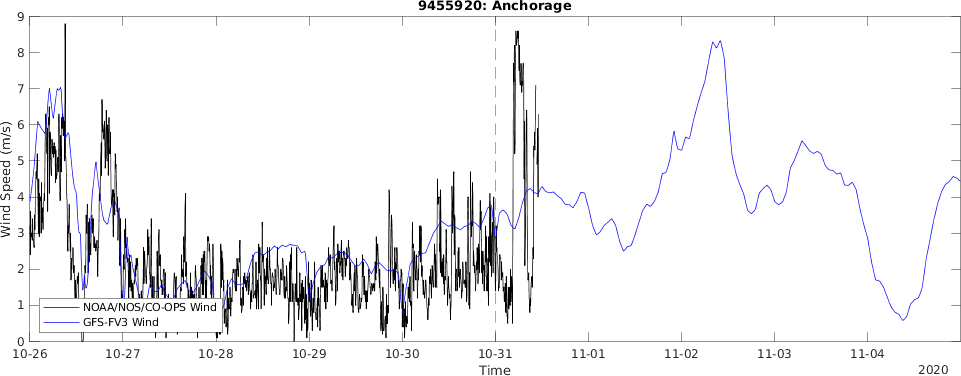 9455920: Anchorage
9
8
7
6
5
4
3
2
1
0
Wind Speed (m/s)
NOAA/NOS/CO-OPS Wind
GFS-FV3 Wind
10-26 10-27 10-28 10-29 10-30 10-31 11-01 11-02 11-03 11-04
Time
2020